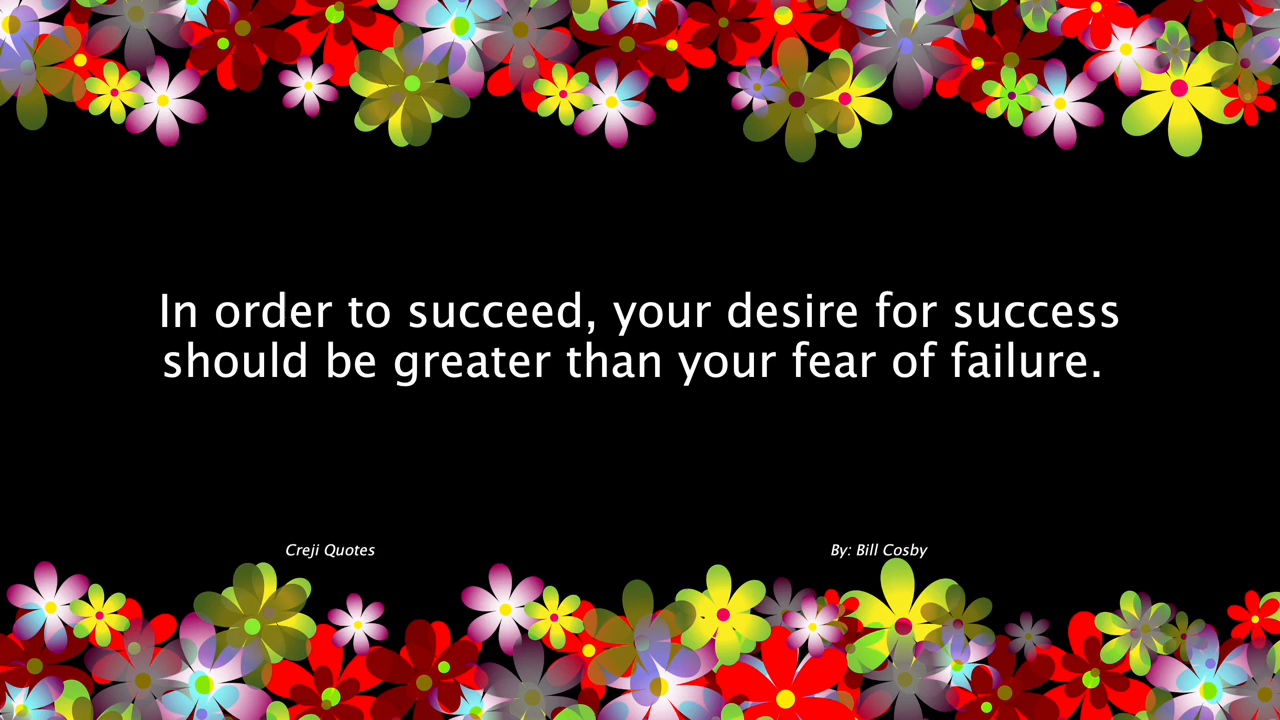 In order to succeed, your desire for success
should be greater than your fear of failure.
Creji Quotes
By: Bill Cosby